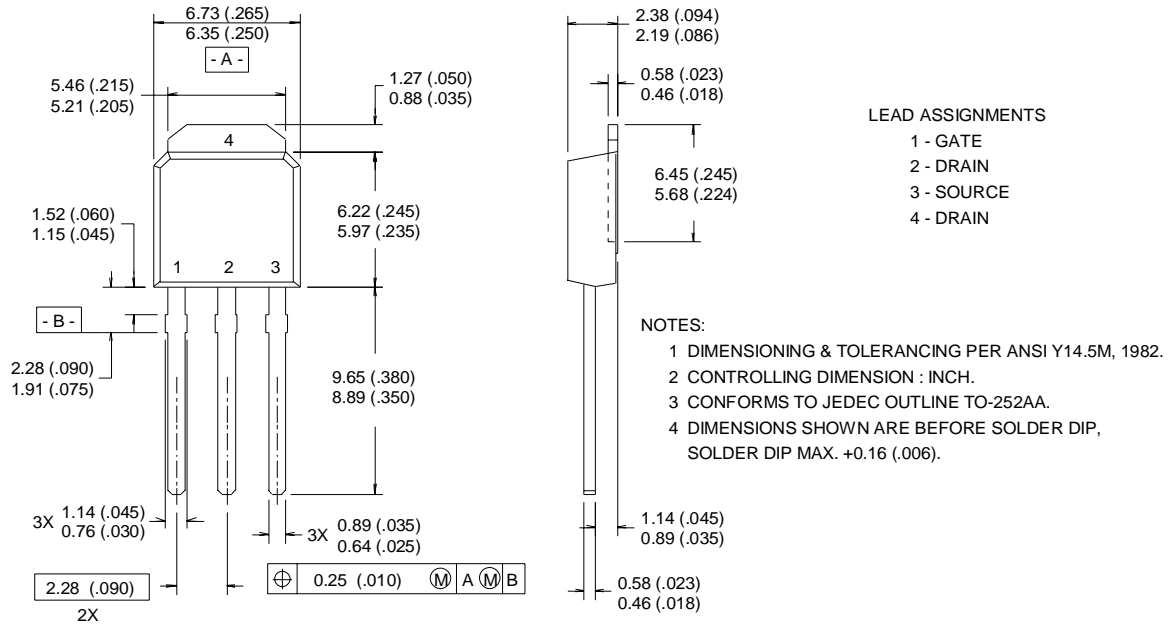 6.73 (.265)
6.35 (.250)
- A -
5.46 (.215)
5.21 (.205)
1.27 (.050)
0.88 (.035)
4
1.52 (.060)
1.15 (.045)
6.22 (.245)
5.97 (.235)
1 2 3
- B -
2.28 (.090)
1.91 (.075)
9.65 (.380)
8.89 (.350)
3X 1.14 (.045)
0.76 (.030)
3X 0.89 (.035)
0.64 (.025)
2.28 (.090)
2X
⌖ 0.25 (.010) Ⓜ A Ⓜ B
2.38 (.094)
2.19 (.086)
0.58 (.023)
0.46 (.018)
6.45 (.245)
5.68 (.224)
1.14 (.045)
0.89 (.035)
0.58 (.023)
0.46 (.018)
LEAD ASSIGNMENTS
1 - GATE
2 - DRAIN
3 - SOURCE
4 - DRAIN
NOTES:
1 DIMENSIONING & TOLERANCING PER ANSI Y14.5M, 1982.
2 CONTROLLING DIMENSION : INCH.
3 CONFORMS TO JEDEC OUTLINE TO-252AA.
4 DIMENSIONS SHOWN ARE BEFORE SOLDER DIP,
SOLDER DIP MAX. +0.16 (.006).